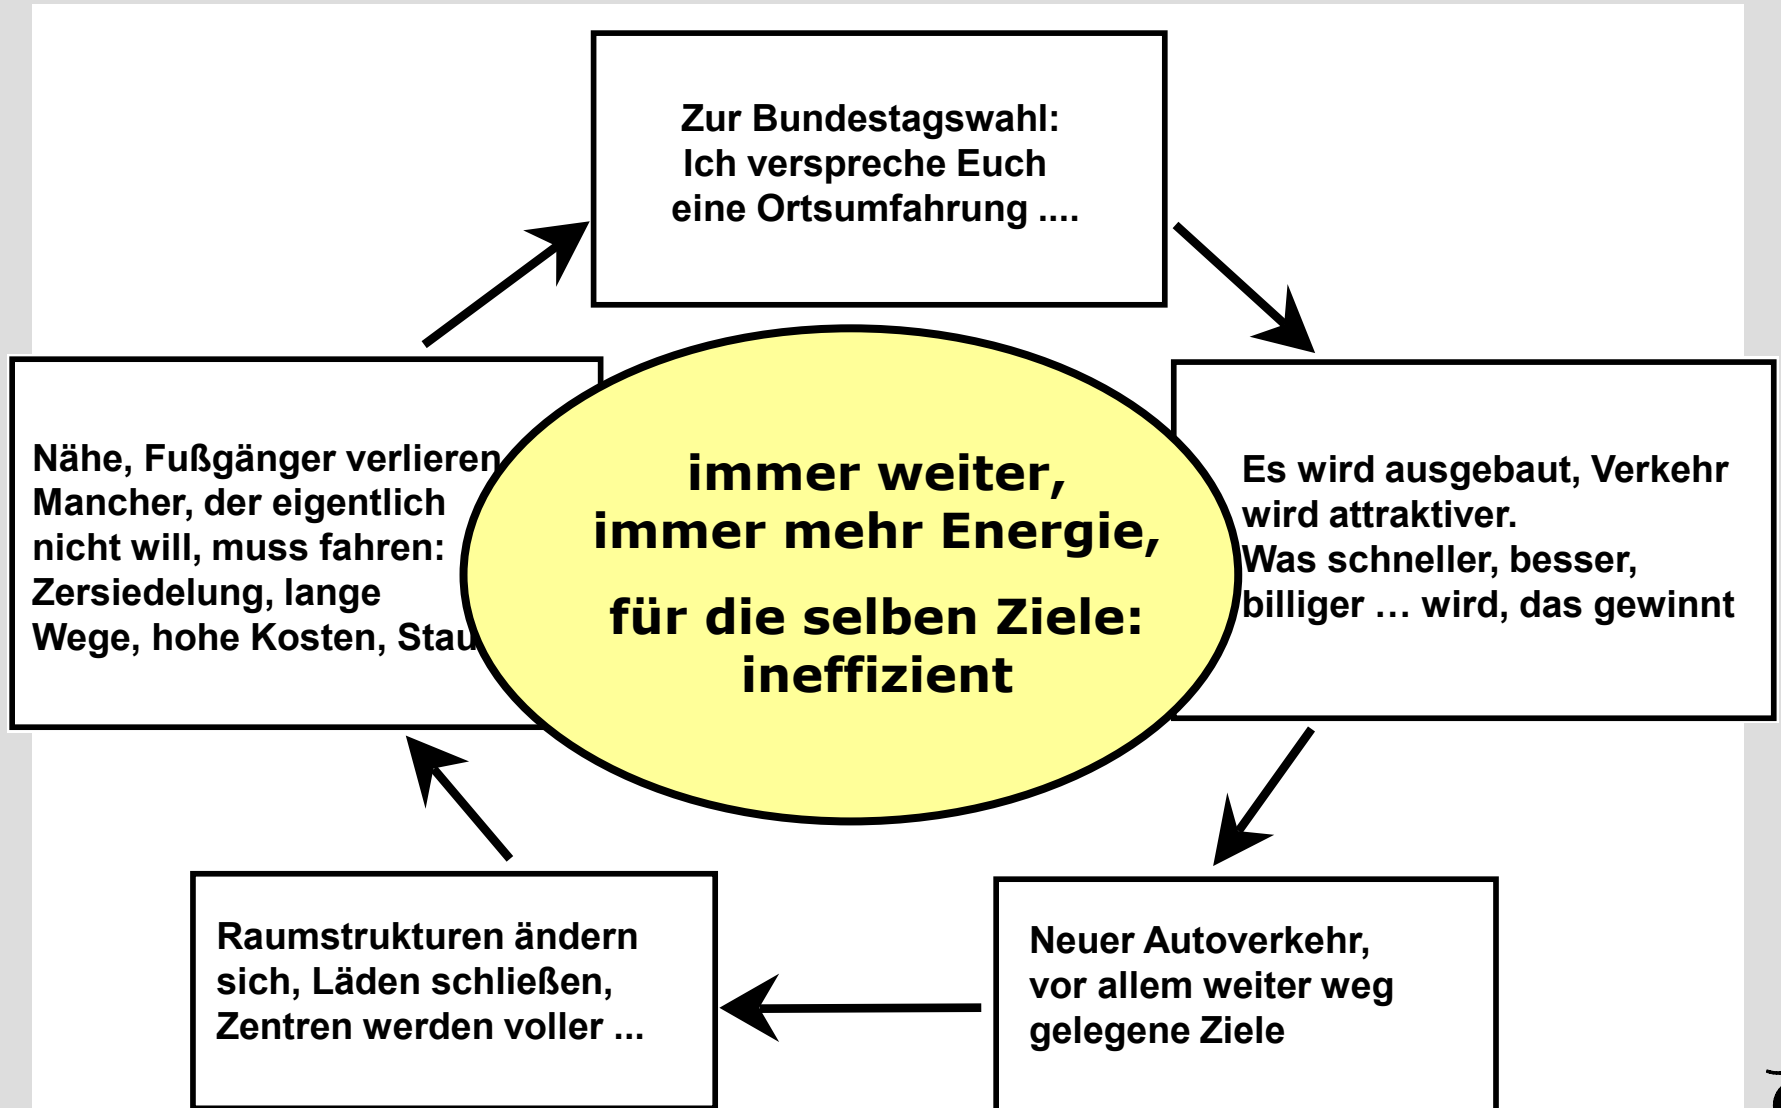 Zur Bundestagswahl:
Ich verspreche Euch
eine Ortsumfahrung ....
Es wird ausgebaut, Verkehr
wird attraktiver.
Was schneller, besser,
billiger … wird, das gewinnt
Neuer Autoverkehr,
vor allem weiter weg
gelegene Ziele
Raumstrukturen ändern
sich, Läden schließen,
Zentren werden voller ...
Nähe, Fußgänger verlieren
Mancher, der eigentlich
nicht will, muss fahren:
Zersiedelung, lange
Wege, hohe Kosten, Stau
immer weiter,
immer mehr Energie,
für die selben Ziele:
ineffizient